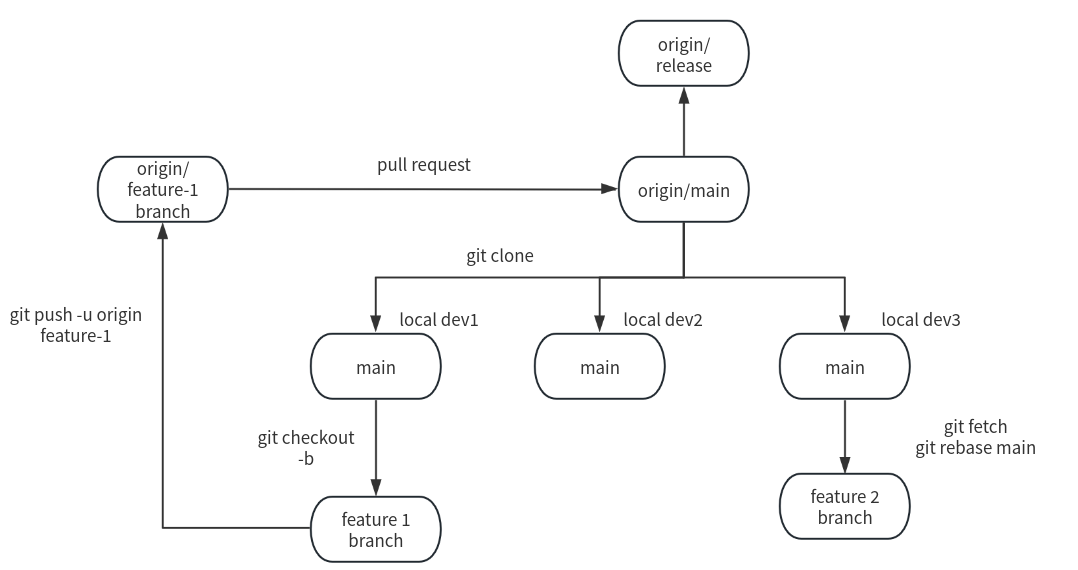 origin/
release
origin/
feature-1
branch
pull request
origin/main
git clone
git push -u origin
feature-1
local dev1
local dev2
local dev3
main
main
main
git checkout
-b
git fetch
git rebase main
feature 1
branch
feature 2
branch